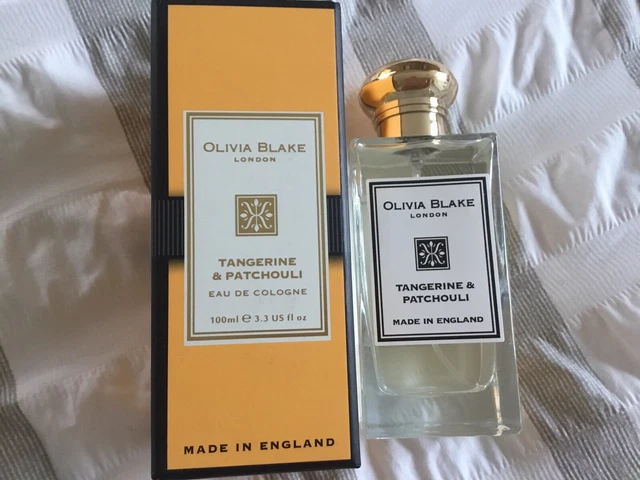 OLIVIA BLAKE
LONDON
TANGERINE
& PATCHOULI
EAU DE COLOGNE
100ml ℮ 3.3 US fl oz
MADE IN ENGLAND
OLIVIA BLAKE
LONDON
TANGERINE &
PATCHOULI
MADE IN ENGLAND